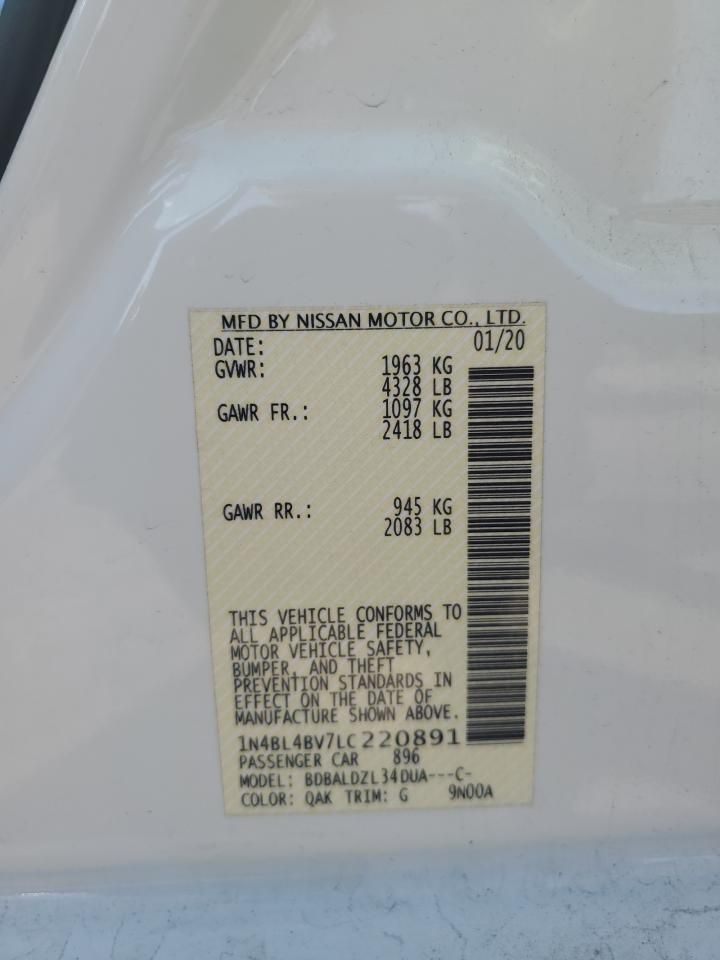 MFD BY NISSAN MOTOR CO., LTD.
DATE: 01/20
GVWR: 1963 KG
4328 LB
GAWR FR.: 1097 KG
2418 LB
GAWR RR.: 945 KG
2083 LB
THIS VEHICLE CONFORMS TO
ALL APPLICABLE FEDERAL
MOTOR VEHICLE SAFETY,
BUMPER, AND THEFT
PREVENTION STANDARDS IN
EFFECT ON THE DATE OF
MANUFACTURE SHOWN ABOVE.
1N4BL4BV7LC220891
PASSENGER CAR 896
MODEL: BDBALDZL34DUA---C-
COLOR: QAK TRIM: G 9N00A